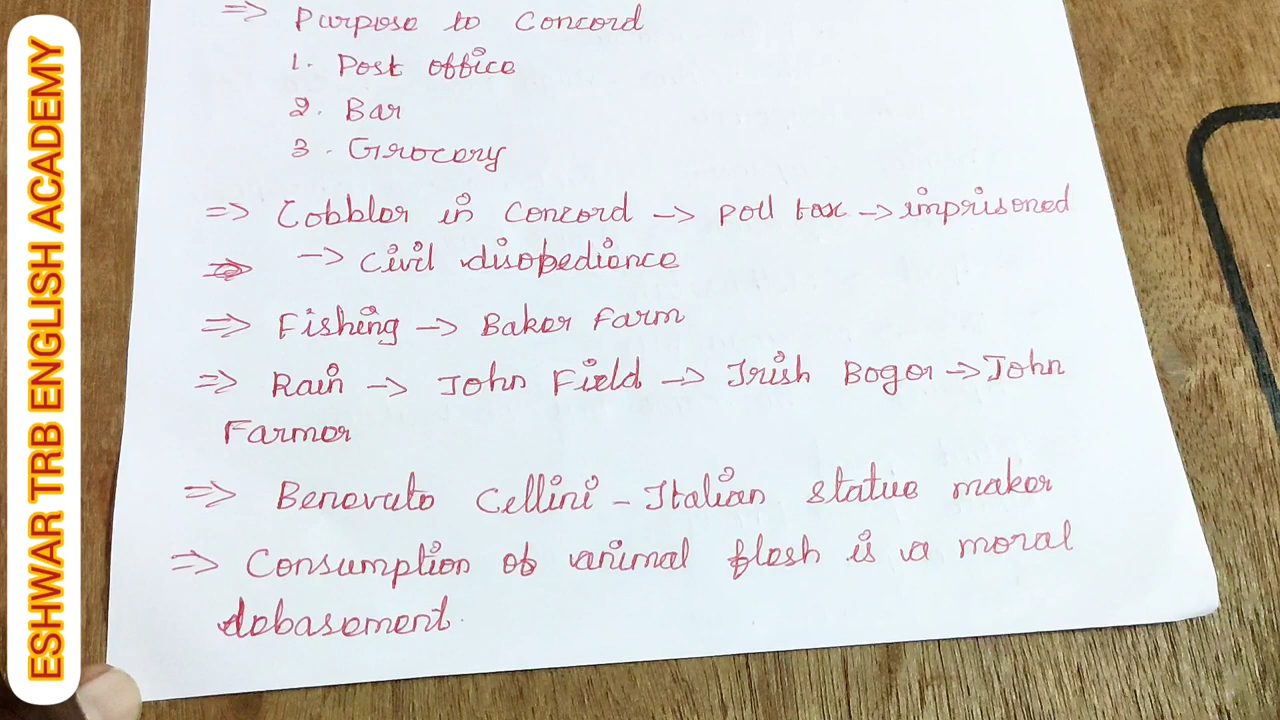 ESHWAR TRB ENGLISH ACADEMY
=> Purpose to Concord
1. Post office
2. Bar
3. Grocery
=> Cobbler in Concord -> poll tax -> imprisoned
-> Civil disobedience
=> Fishing -> Baker Farm
=> Rain -> John Field -> Irish Boger -> John
Farmer
=> Benevuto Cellini - Italian statue maker
=> Consumption of animal flesh is a moral
debasement.